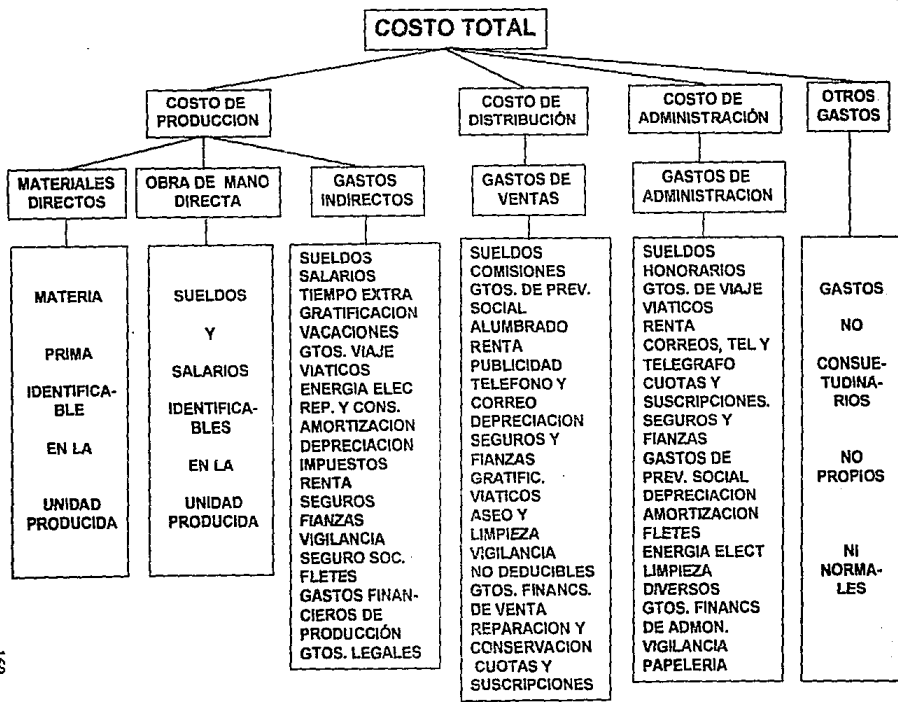 COSTO TOTAL
COSTO DE
PRODUCCION
COSTO DE
DISTRIBUCIÓN
COSTO DE
ADMINISTRACIÓN
OTROS
GASTOS
MATERIALES
DIRECTOS
OBRA DE MANO
DIRECTA
GASTOS
INDIRECTOS
GASTOS DE
VENTAS
GASTOS DE
ADMINISTRACION
MATERIA
PRIMA
IDENTIFICA-
BLE
EN LA
UNIDAD
PRODUCIDA
SUELDOS
Y
SALARIOS
IDENTIFICA-
BLES
EN LA
UNIDAD
PRODUCIDA
SUELDOS
SALARIOS
TIEMPO EXTRA
GRATIFICACION
VACACIONES
GTOS. VIAJE
VIATICOS
ENERGIA ELEC
REP. Y CONS.
AMORTIZACION
DEPRECIACION
IMPUESTOS
RENTA
SEGUROS
FIANZAS
VIGILANCIA
SEGURO SOC.
FLETES
GASTOS FINAN-
CIEROS DE
PRODUCCIÓN
GTOS. LEGALES
SUELDOS
COMISIONES
GTOS. DE PREV.
SOCIAL
ALUMBRADO
RENTA
PUBLICIDAD
TELEFONO Y
CORREO
DEPRECIACION
SEGUROS Y
FIANZAS
GRATIFIC.
VIATICOS
ASEO Y
LIMPIEZA
VIGILANCIA
NO DEDUCIBLES
GTOS. FINANCS.
DE VENTA
REPARACION Y
CONSERVACION
CUOTAS Y
SUSCRIPCIONES
SUELDOS
HONORARIOS
GTOS. DE VIAJE
VIATICOS
RENTA
CORREOS, TEL Y
TELEGRAFO
CUOTAS Y
SUSCRIPCIONES.
SEGUROS Y
FIANZAS
GASTOS DE
PREV. SOCIAL
DEPRECIACION
AMORTIZACION
FLETES
ENERGIA ELECT
LIMPIEZA
DIVERSOS
GTOS. FINANCS
DE ADMON.
VIGILANCIA
PAPELERIA
GASTOS
NO
CONSUE-
TUDINA-
RIOS
NO
PROPIOS
NI
NORMA-
LES